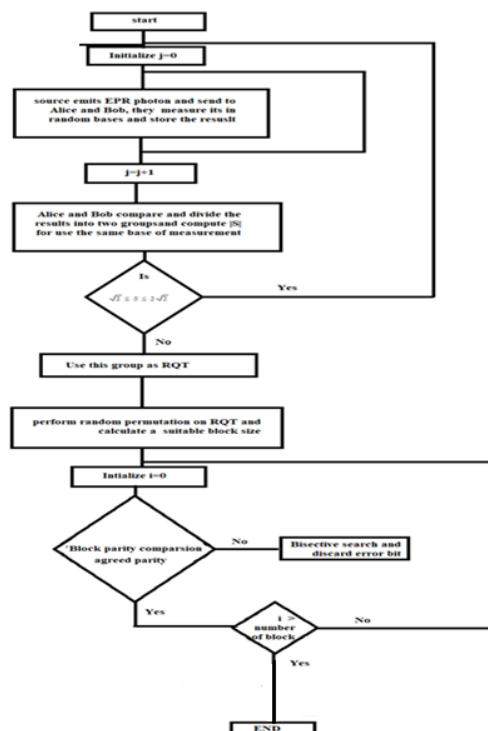 start
Initialize j=0
source emits EPR photon and send to
Alice and Bob, they measure its in
random bases and store the resuslt
j=j+1
Alice and Bob compare and divide the
results into two groupsand compute |S|
for use the same base of measurement
Is
Yes
No
Use this group as RQT
perform random permutation on RQT and
calculate a suitable block size
Intialize i=0
'Block parity comparsion
agreed parity
No
Bisective search and
discard error bit
Yes
i >
number
of block
No
Yes
END